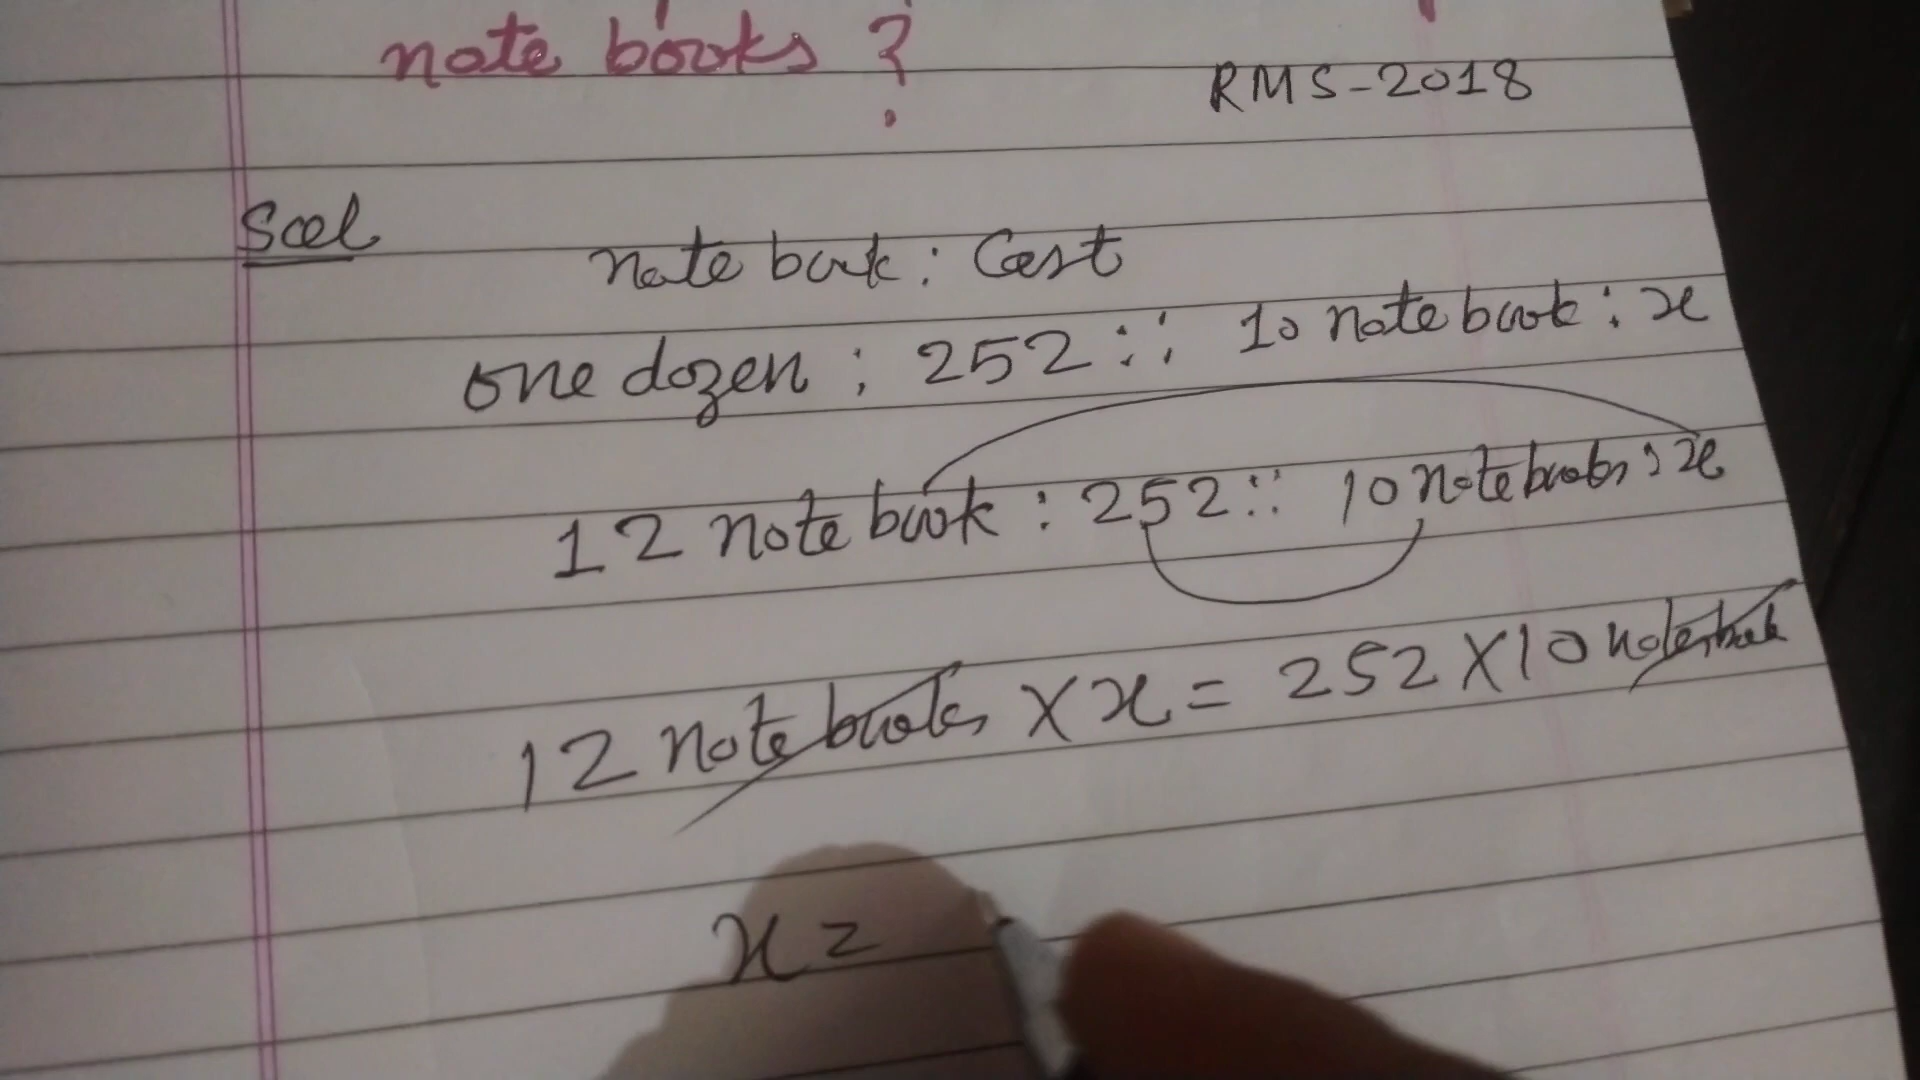 note books ?
RMS-2018
Sol
note book : Cost
one dozen : 252 :: 10 note book : x
12 note book : 252 :: 10 note books : x
12 note books X x = 252 X 10 notebook
x =